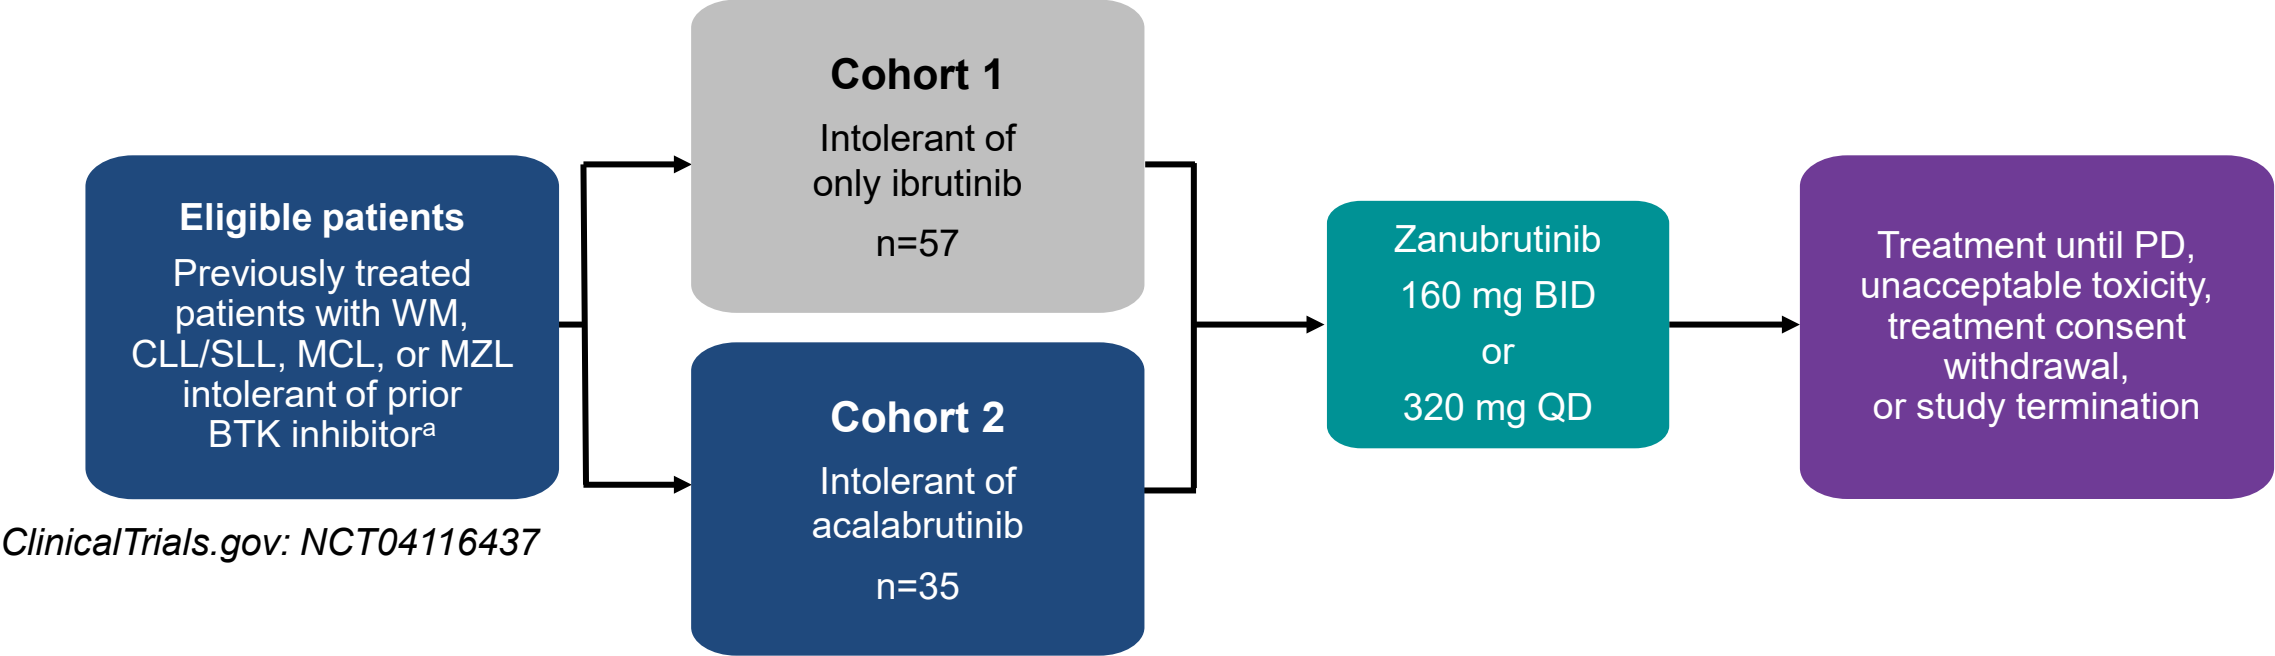 Eligible patients
Previously treated
patients with WM,
CLL/SLL, MCL, or MZL
intolerant of prior
BTK inhibitorᵃ
ClinicalTrials.gov: NCT04116437
Cohort 1
Intolerant of
only ibrutinib
n=57
Cohort 2
Intolerant of
acalabrutinib
n=35
Zanubrutinib
160 mg BID
or
320 mg QD
Treatment until PD,
unacceptable toxicity,
treatment consent
withdrawal,
or study termination